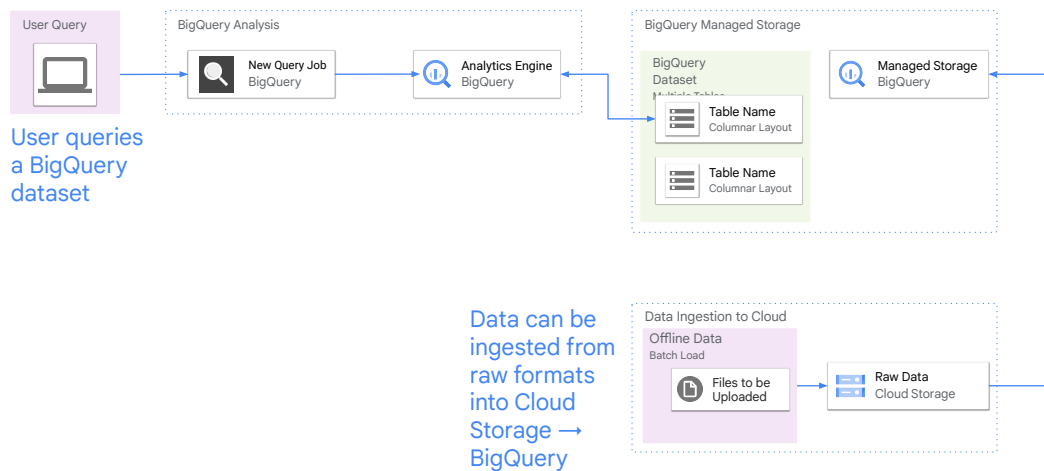 User Query
BigQuery Analysis
BigQuery Managed Storage
New Query Job
BigQuery
Analytics Engine
BigQuery
BigQuery
Dataset
Multiple Tables
Managed Storage
BigQuery
Table Name
Columnar Layout
Table Name
Columnar Layout
User queries
a BigQuery
dataset
Data can be
ingested from
raw formats
into Cloud
Storage →
BigQuery
Data Ingestion to Cloud
Offline Data
Batch Load
Files to be
Uploaded
Raw Data
Cloud Storage